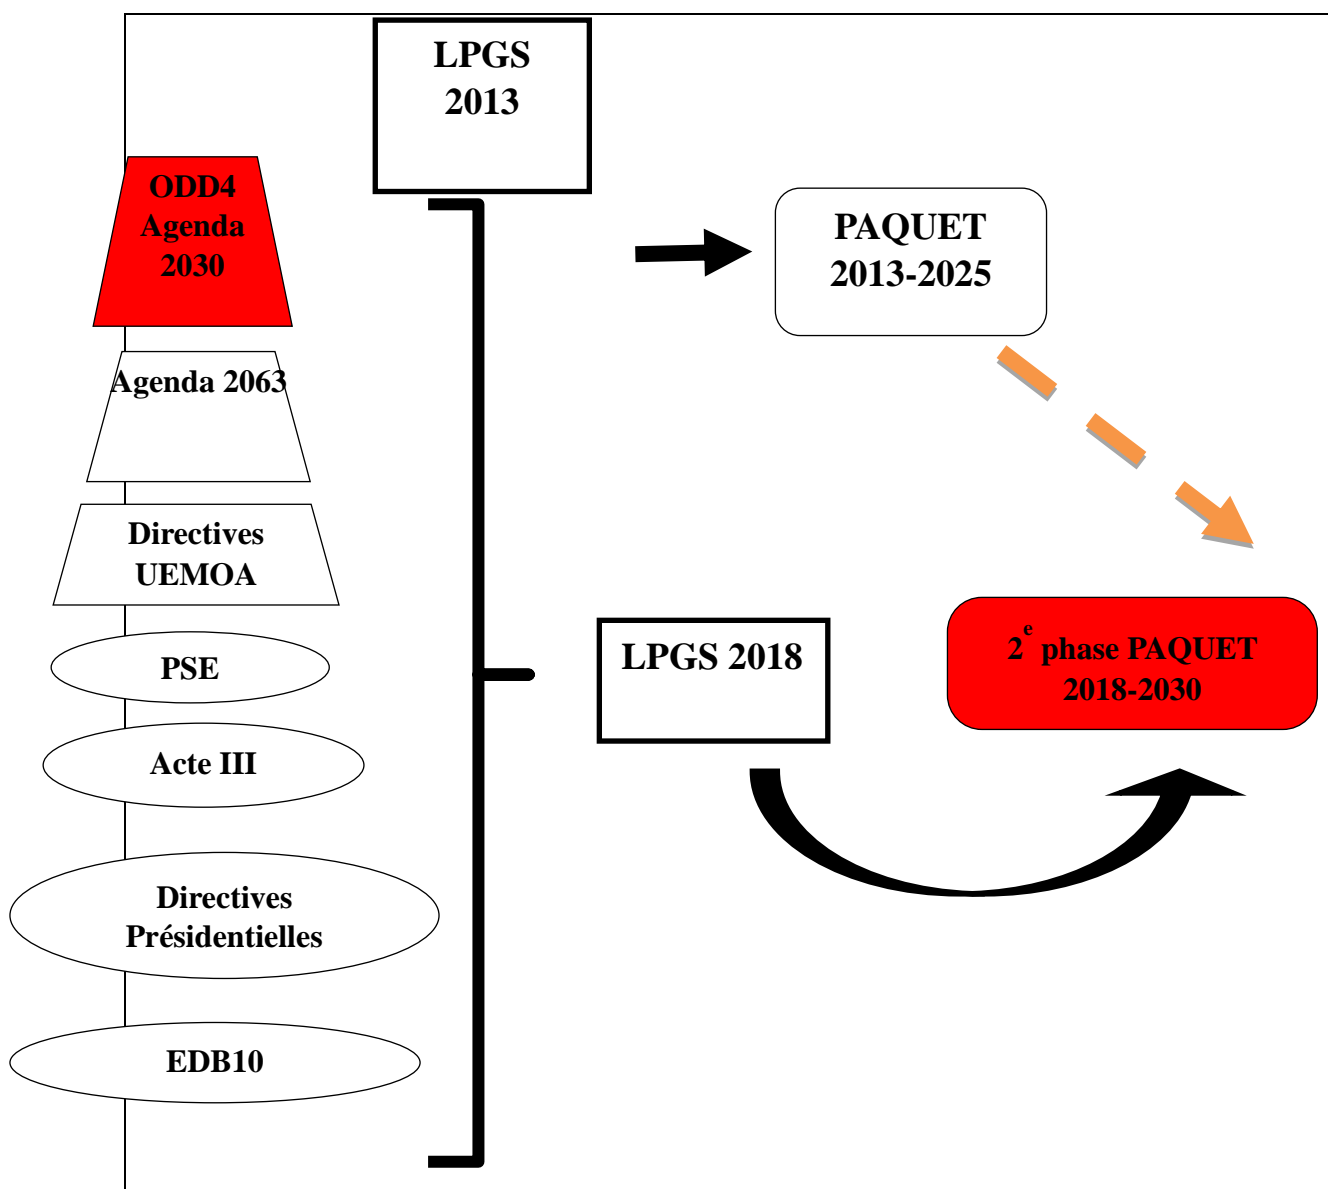 LPGS
2013
ODD4
Agenda
2030
PAQUET
2013-2025
Agenda 2063
Directives
UEMOA
PSE
LPGS 2018
2e phase PAQUET
2018-2030
Acte III
Directives
Présidentielles
EDB10